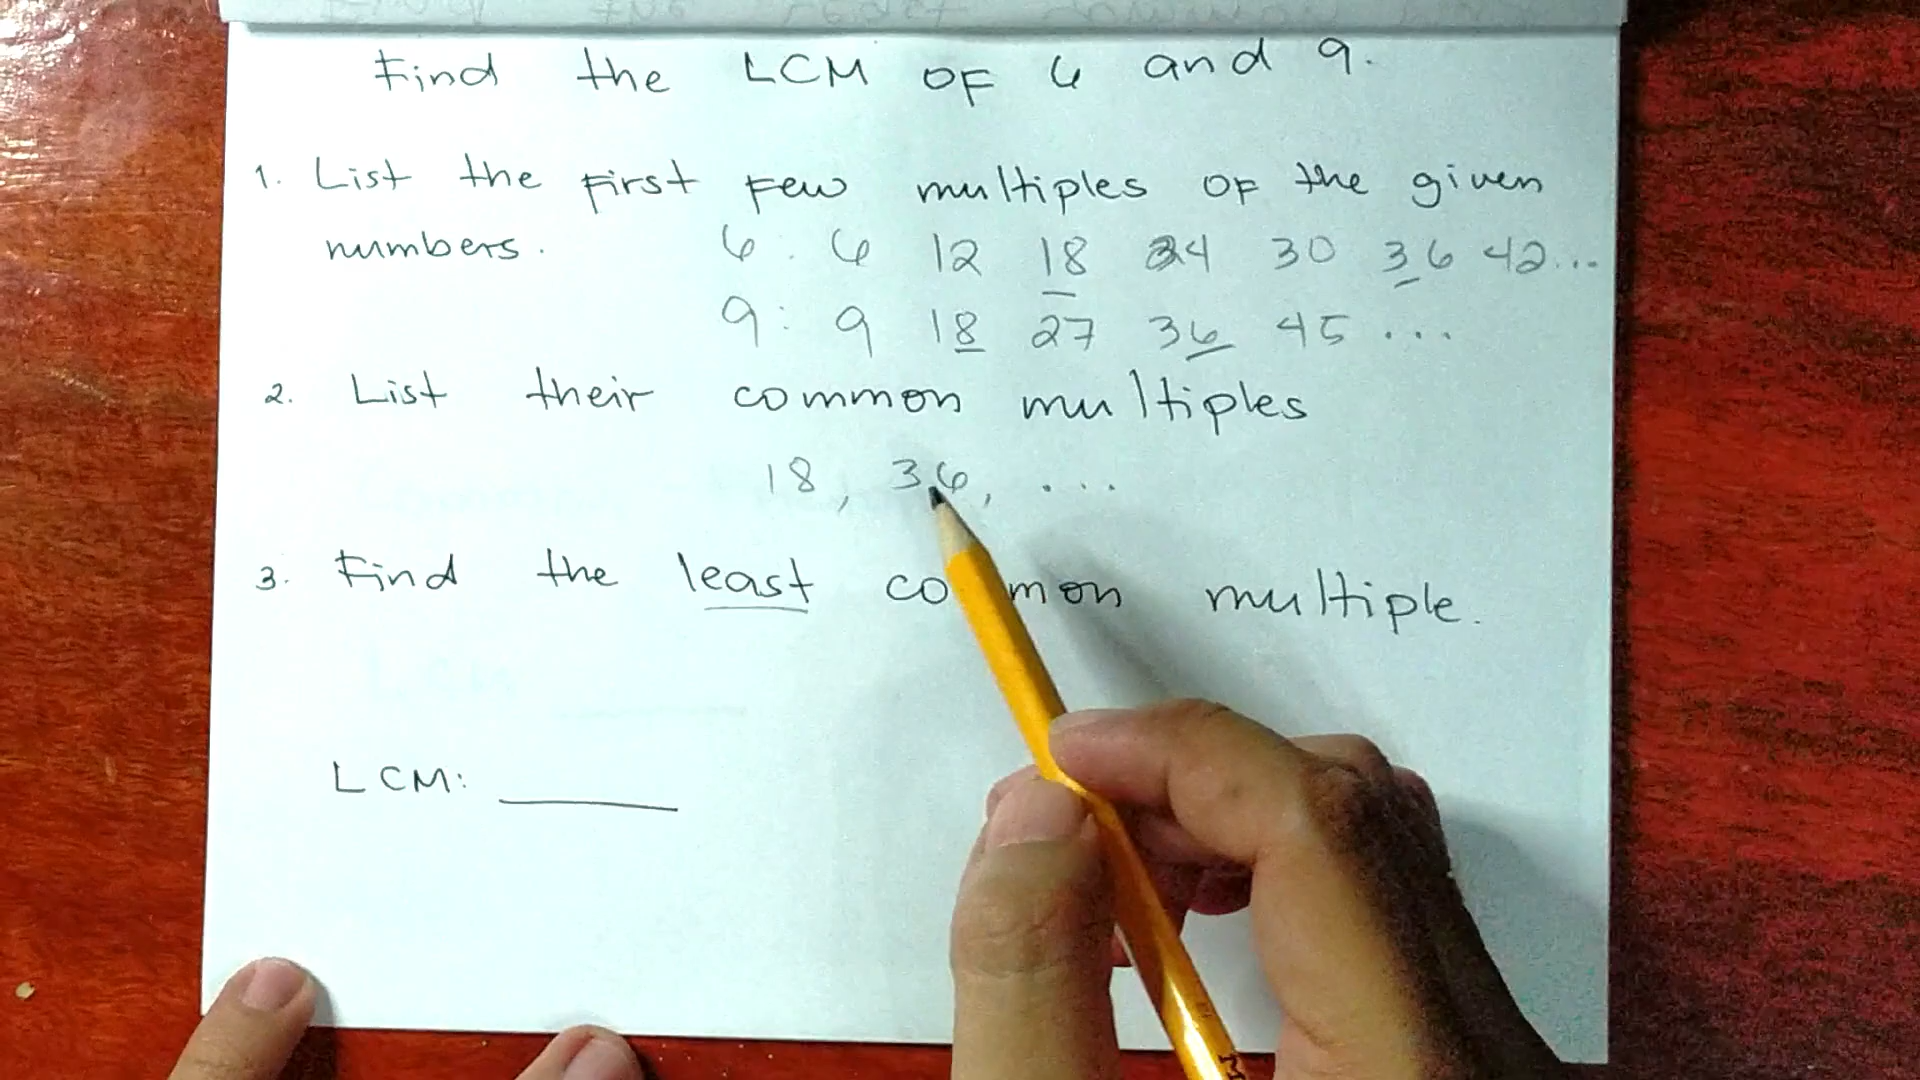 Find the LCM OF 6 and 9.
1. List the first few multiples of the given
numbers. 6: 6 12 18 24 30 36 42...
9: 9 18 27 36 45 ...
2. List their common multiples
18, 36, ...
3. Find the least common multiple.
LCM: